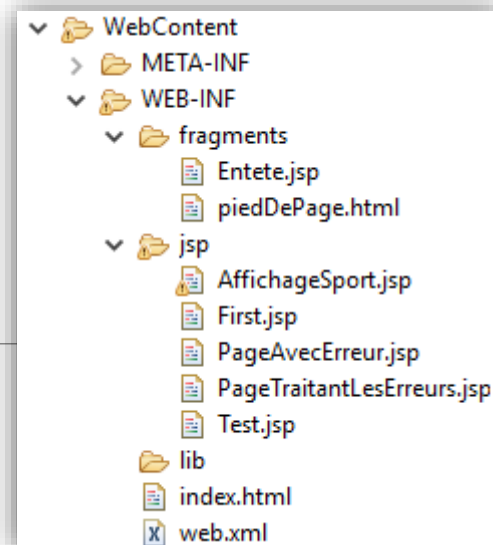 WebContent
META-INF
WEB-INF
fragments
Entete.jsp
piedDePage.html
jsp
AffichageSport.jsp
First.jsp
PageAvecErreur.jsp
PageTraitantLesErreurs.jsp
Test.jsp
lib
index.html
web.xml